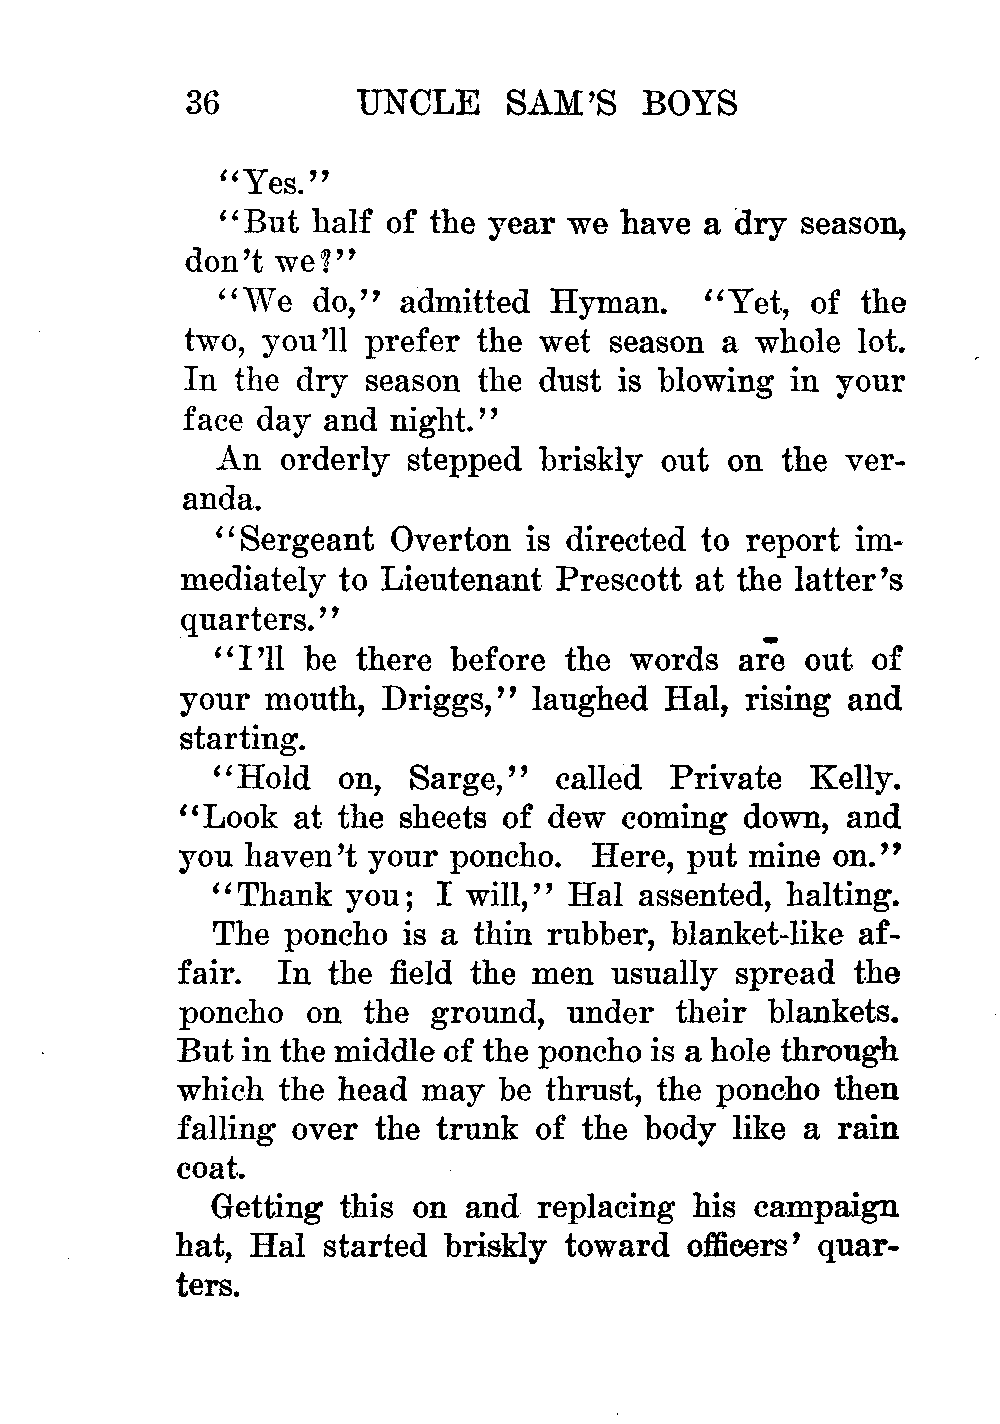 36 UNCLE SAM'S BOYS
"Yes."
"But half of the year we have a dry season,
don't we?"
"We do," admitted Hyman. "Yet, of the
two, you'll prefer the wet season a whole lot.
In the dry season the dust is blowing in your
face day and night."
An orderly stepped briskly out on the ver-
anda.
"Sergeant Overton is directed to report im-
mediately to Lieutenant Prescott at the latter's
quarters."
"I'll be there before the words are out of
your mouth, Driggs," laughed Hal, rising and
starting.
"Hold on, Sarge," called Private Kelly.
"Look at the sheets of dew coming down, and
you haven't your poncho. Here, put mine on."
"Thank you; I will," Hal assented, halting.
The poncho is a thin rubber, blanket-like af-
fair. In the field the men usually spread the
poncho on the ground, under their blankets.
But in the middle of the poncho is a hole through
which the head may be thrust, the poncho then
falling over the trunk of the body like a rain
coat.
Getting this on and replacing his campaign
hat, Hal started briskly toward officers' quar-
ters.